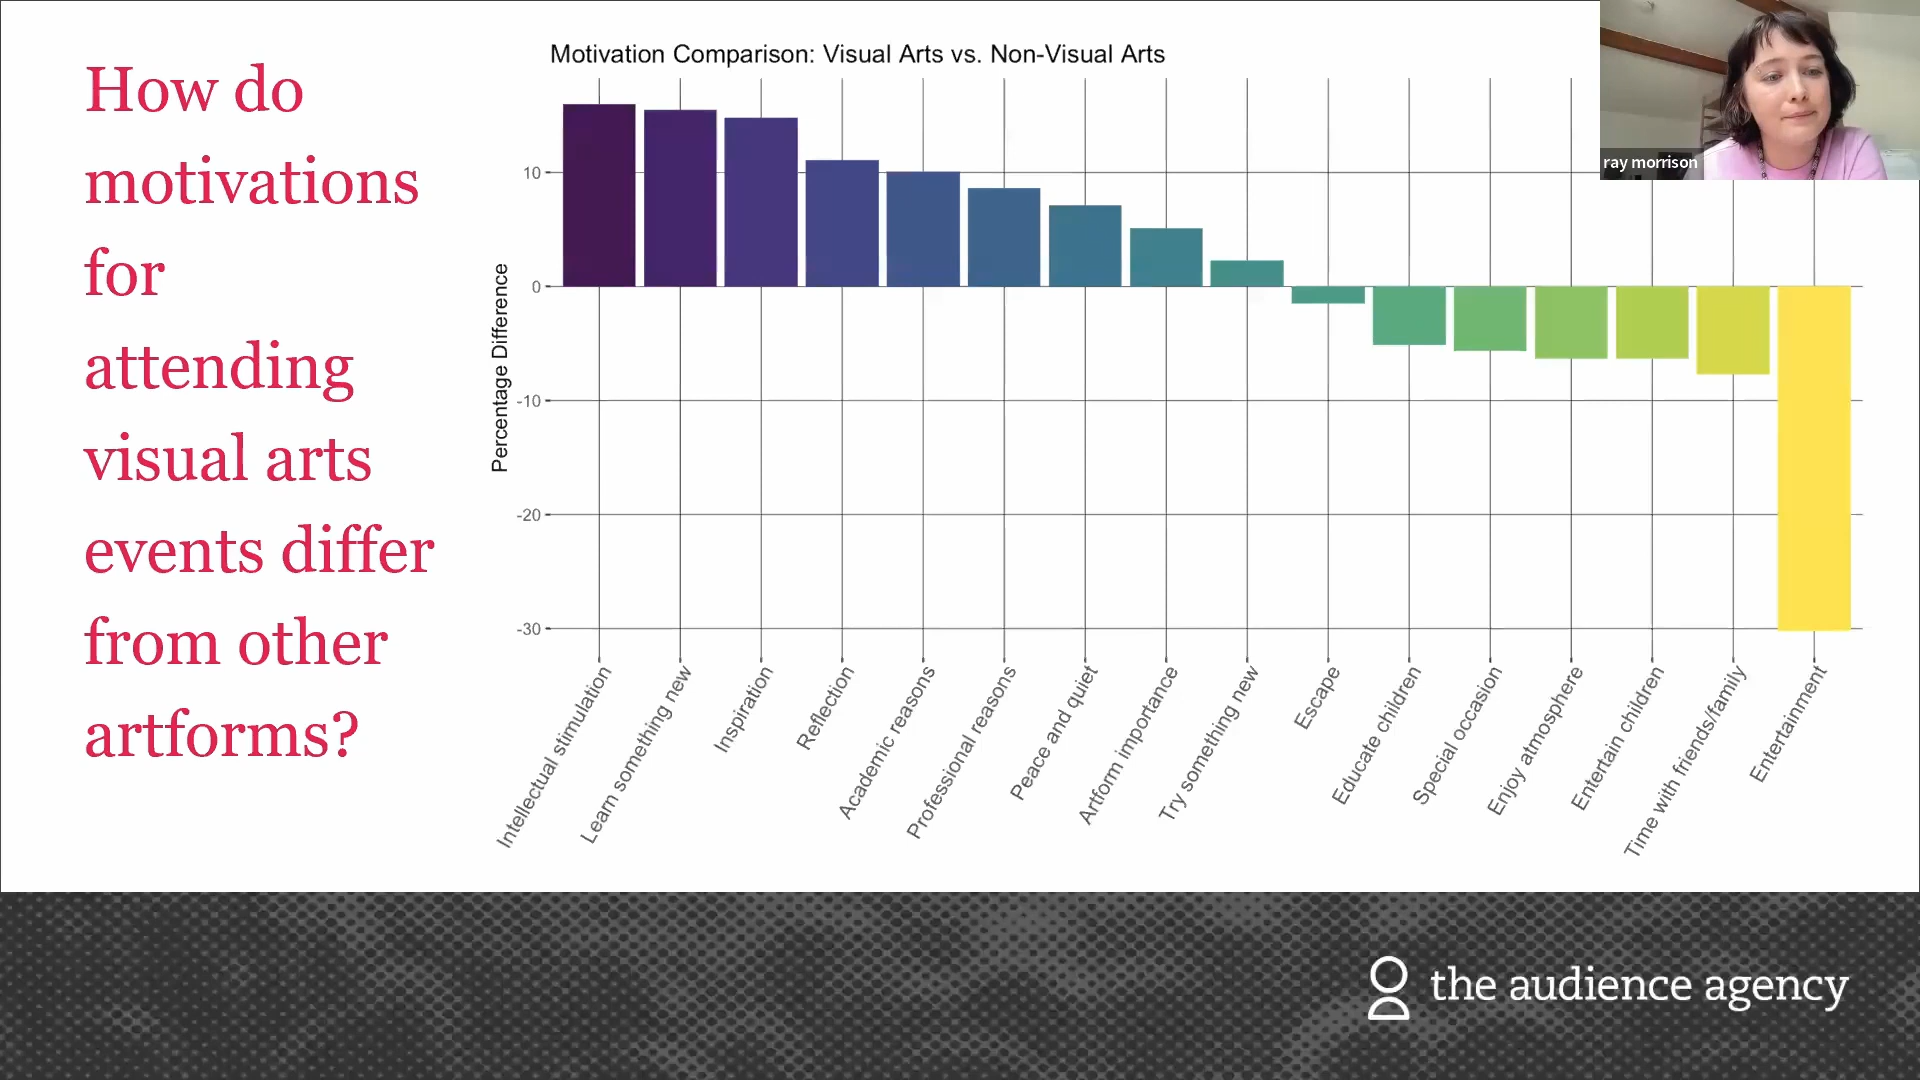 How do
motivations
for
attending
visual arts
events differ
from other
artforms?
Motivation Comparison: Visual Arts vs. Non-Visual Arts
Percentage Difference
10
0
-10
-20
-30
Intellectual stimulation
Learn something new
Inspiration
Reflection
Academic reasons
Professional reasons
Peace and quiet
Artform importance
Try something new
Escape
Educate children
Special occasion
Enjoy atmosphere
Entertain children
Time with friends/family
Entertainment
ray morrison
the audience agency